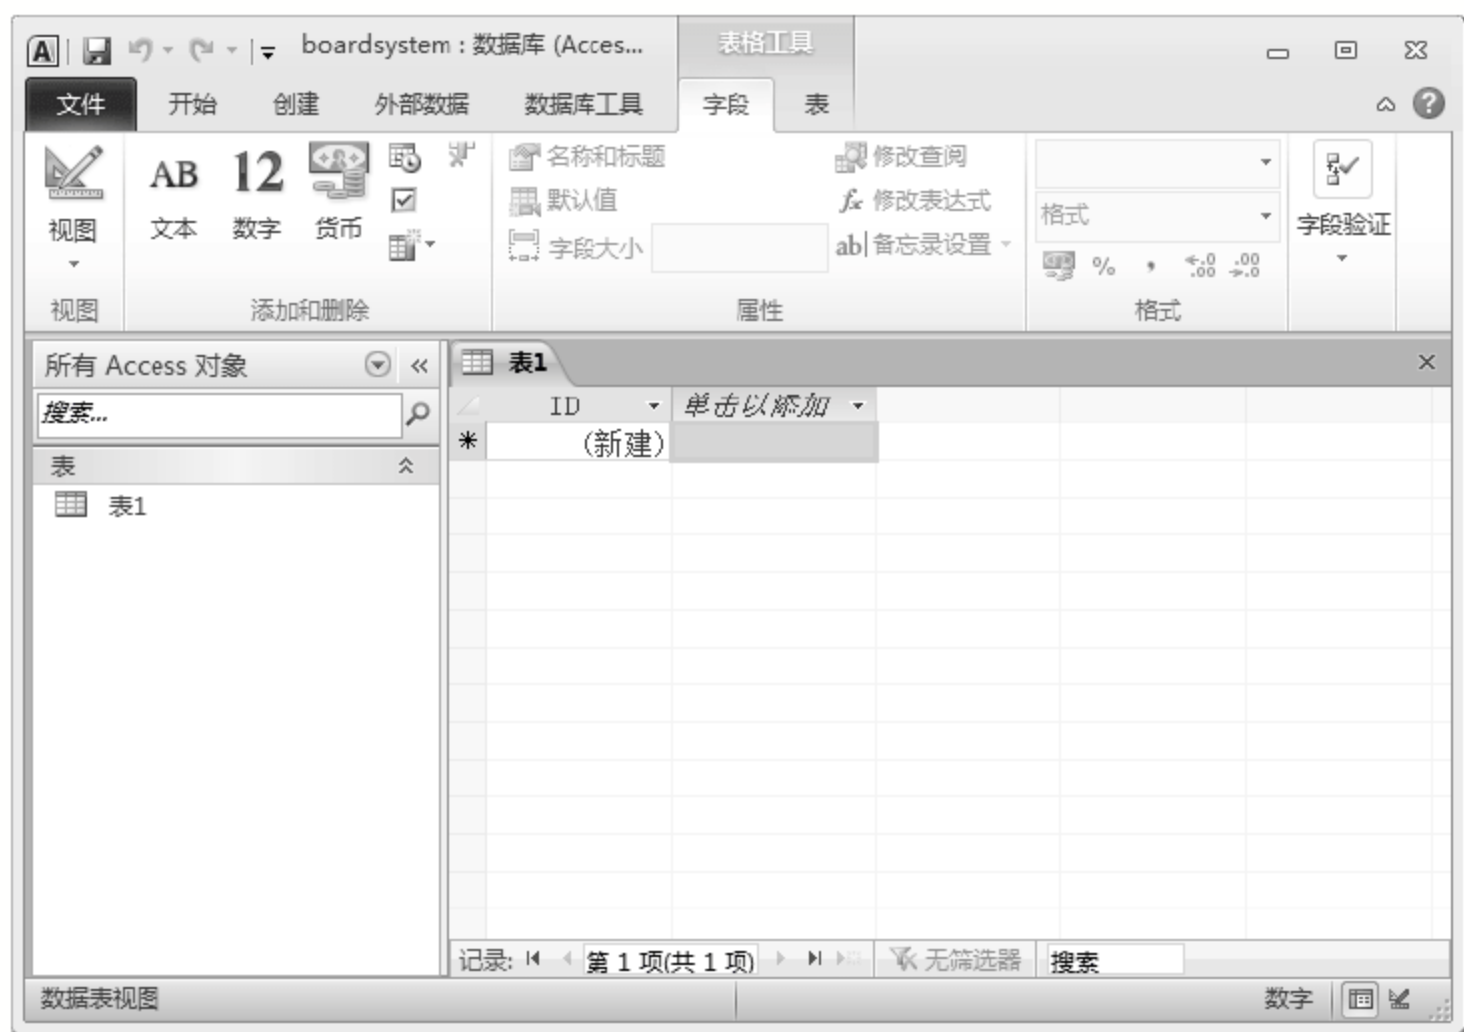 boardsystem : 数据库 (Acces...
表格工具
文件 开始 创建 外部数据 数据库工具 字段 表
AB 12 名称和标题 修改查阅
默认值 fx 修改表达式 格式
视图 文本 数字 货币 字段大小 ab| 备忘录设置 字段验证
% , .0 .00 .00 .0
视图 添加和删除 属性 格式
所有 Access 对象 «
表1
搜索...
ID 单击以添加
* (新建)
表
表1
记录: 第 1 项(共 1 项) 无筛选器 搜索
数据表视图 数字